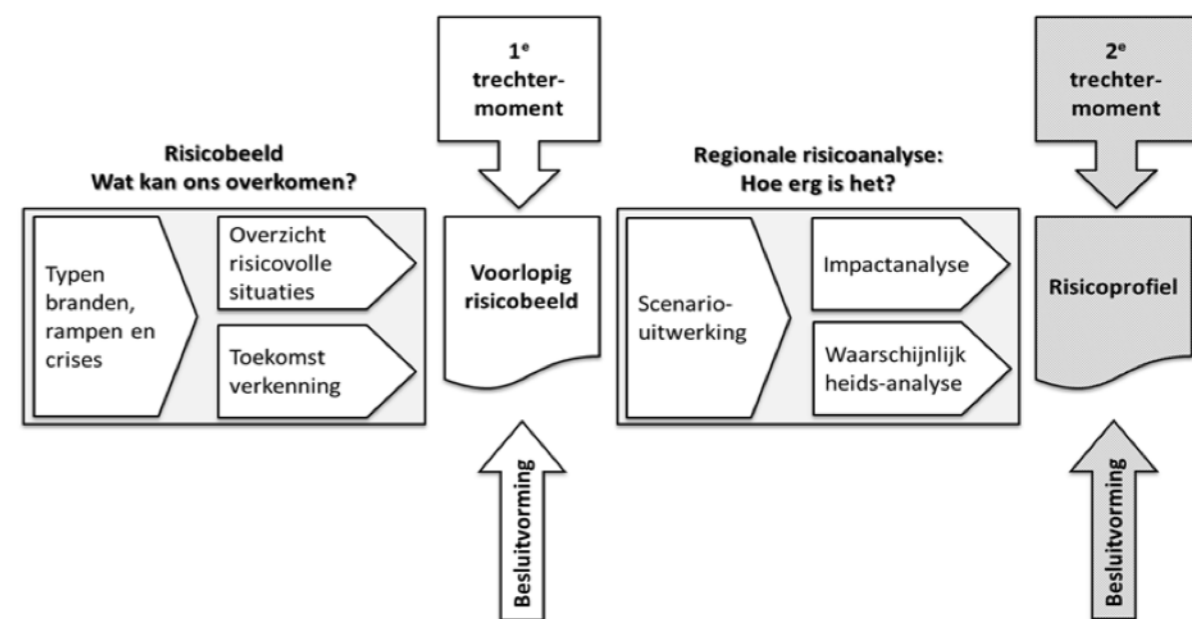 1e
trechter-
moment
2e
trechter-
moment
Risicobeeld
Wat kan ons overkomen?
Regionale risicoanalyse:
Hoe erg is het?
Typen
branden,
rampen en
crises
Overzicht
risicovolle
situaties
Toekomst
verkenning
Voorlopig
risicobeeld
Scenario-
uitwerking
Impactanalyse
Waarschijnlijk
heids-analyse
Risicoprofiel
Besluitvorming
Besluitvorming